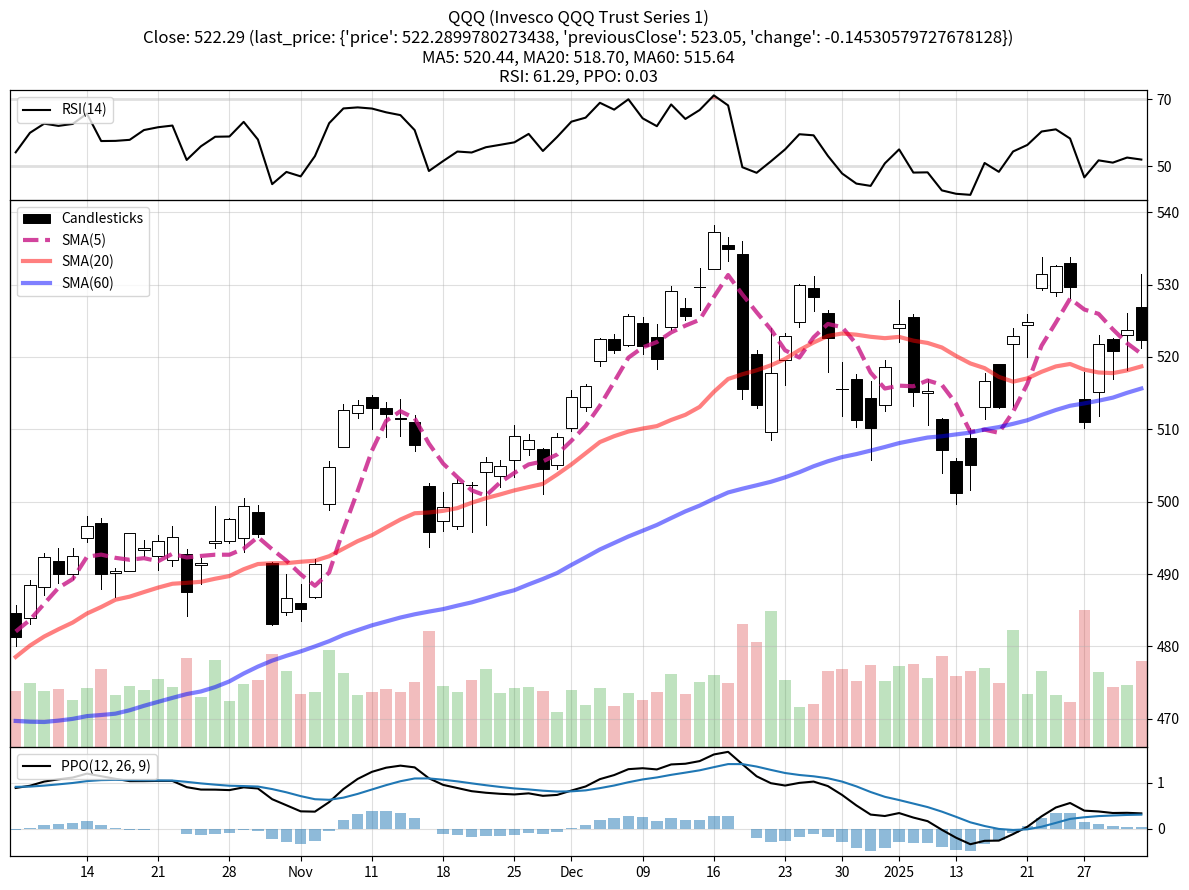 QQQ (Invesco QQQ Trust Series 1)
Close: 522.29 (last_price: {'price': 522.2899780273438, 'previousClose': 523.05, 'change': -0.14530579727678128})
MA5: 520.44, MA20: 518.70, MA60: 515.64
RSI: 61.29, PPO: 0.03
RSI(14)
70
50
Candlesticks
SMA(5)
SMA(20)
SMA(60)
540
530
520
510
500
490
480
470
PPO(12, 26, 9)
1
0
14 21 28 Nov 11 18 25 Dec 09 16 23 30 2025 13 21 27